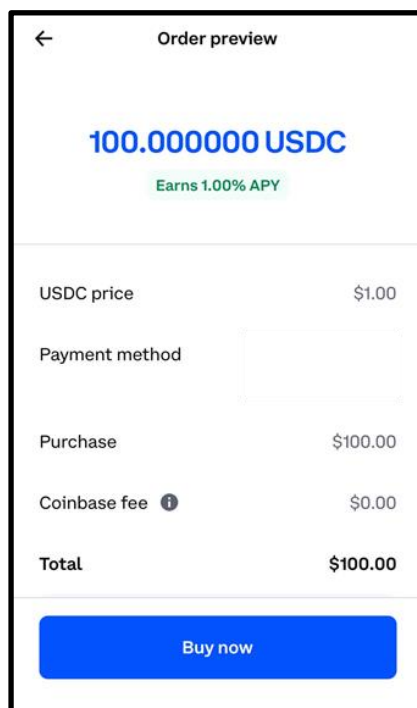 Order preview
100.000000 USDC
Earns 1.00% APY
USDC price $1.00
Payment method
Purchase $100.00
Coinbase fee $0.00
Total $100.00
Buy now